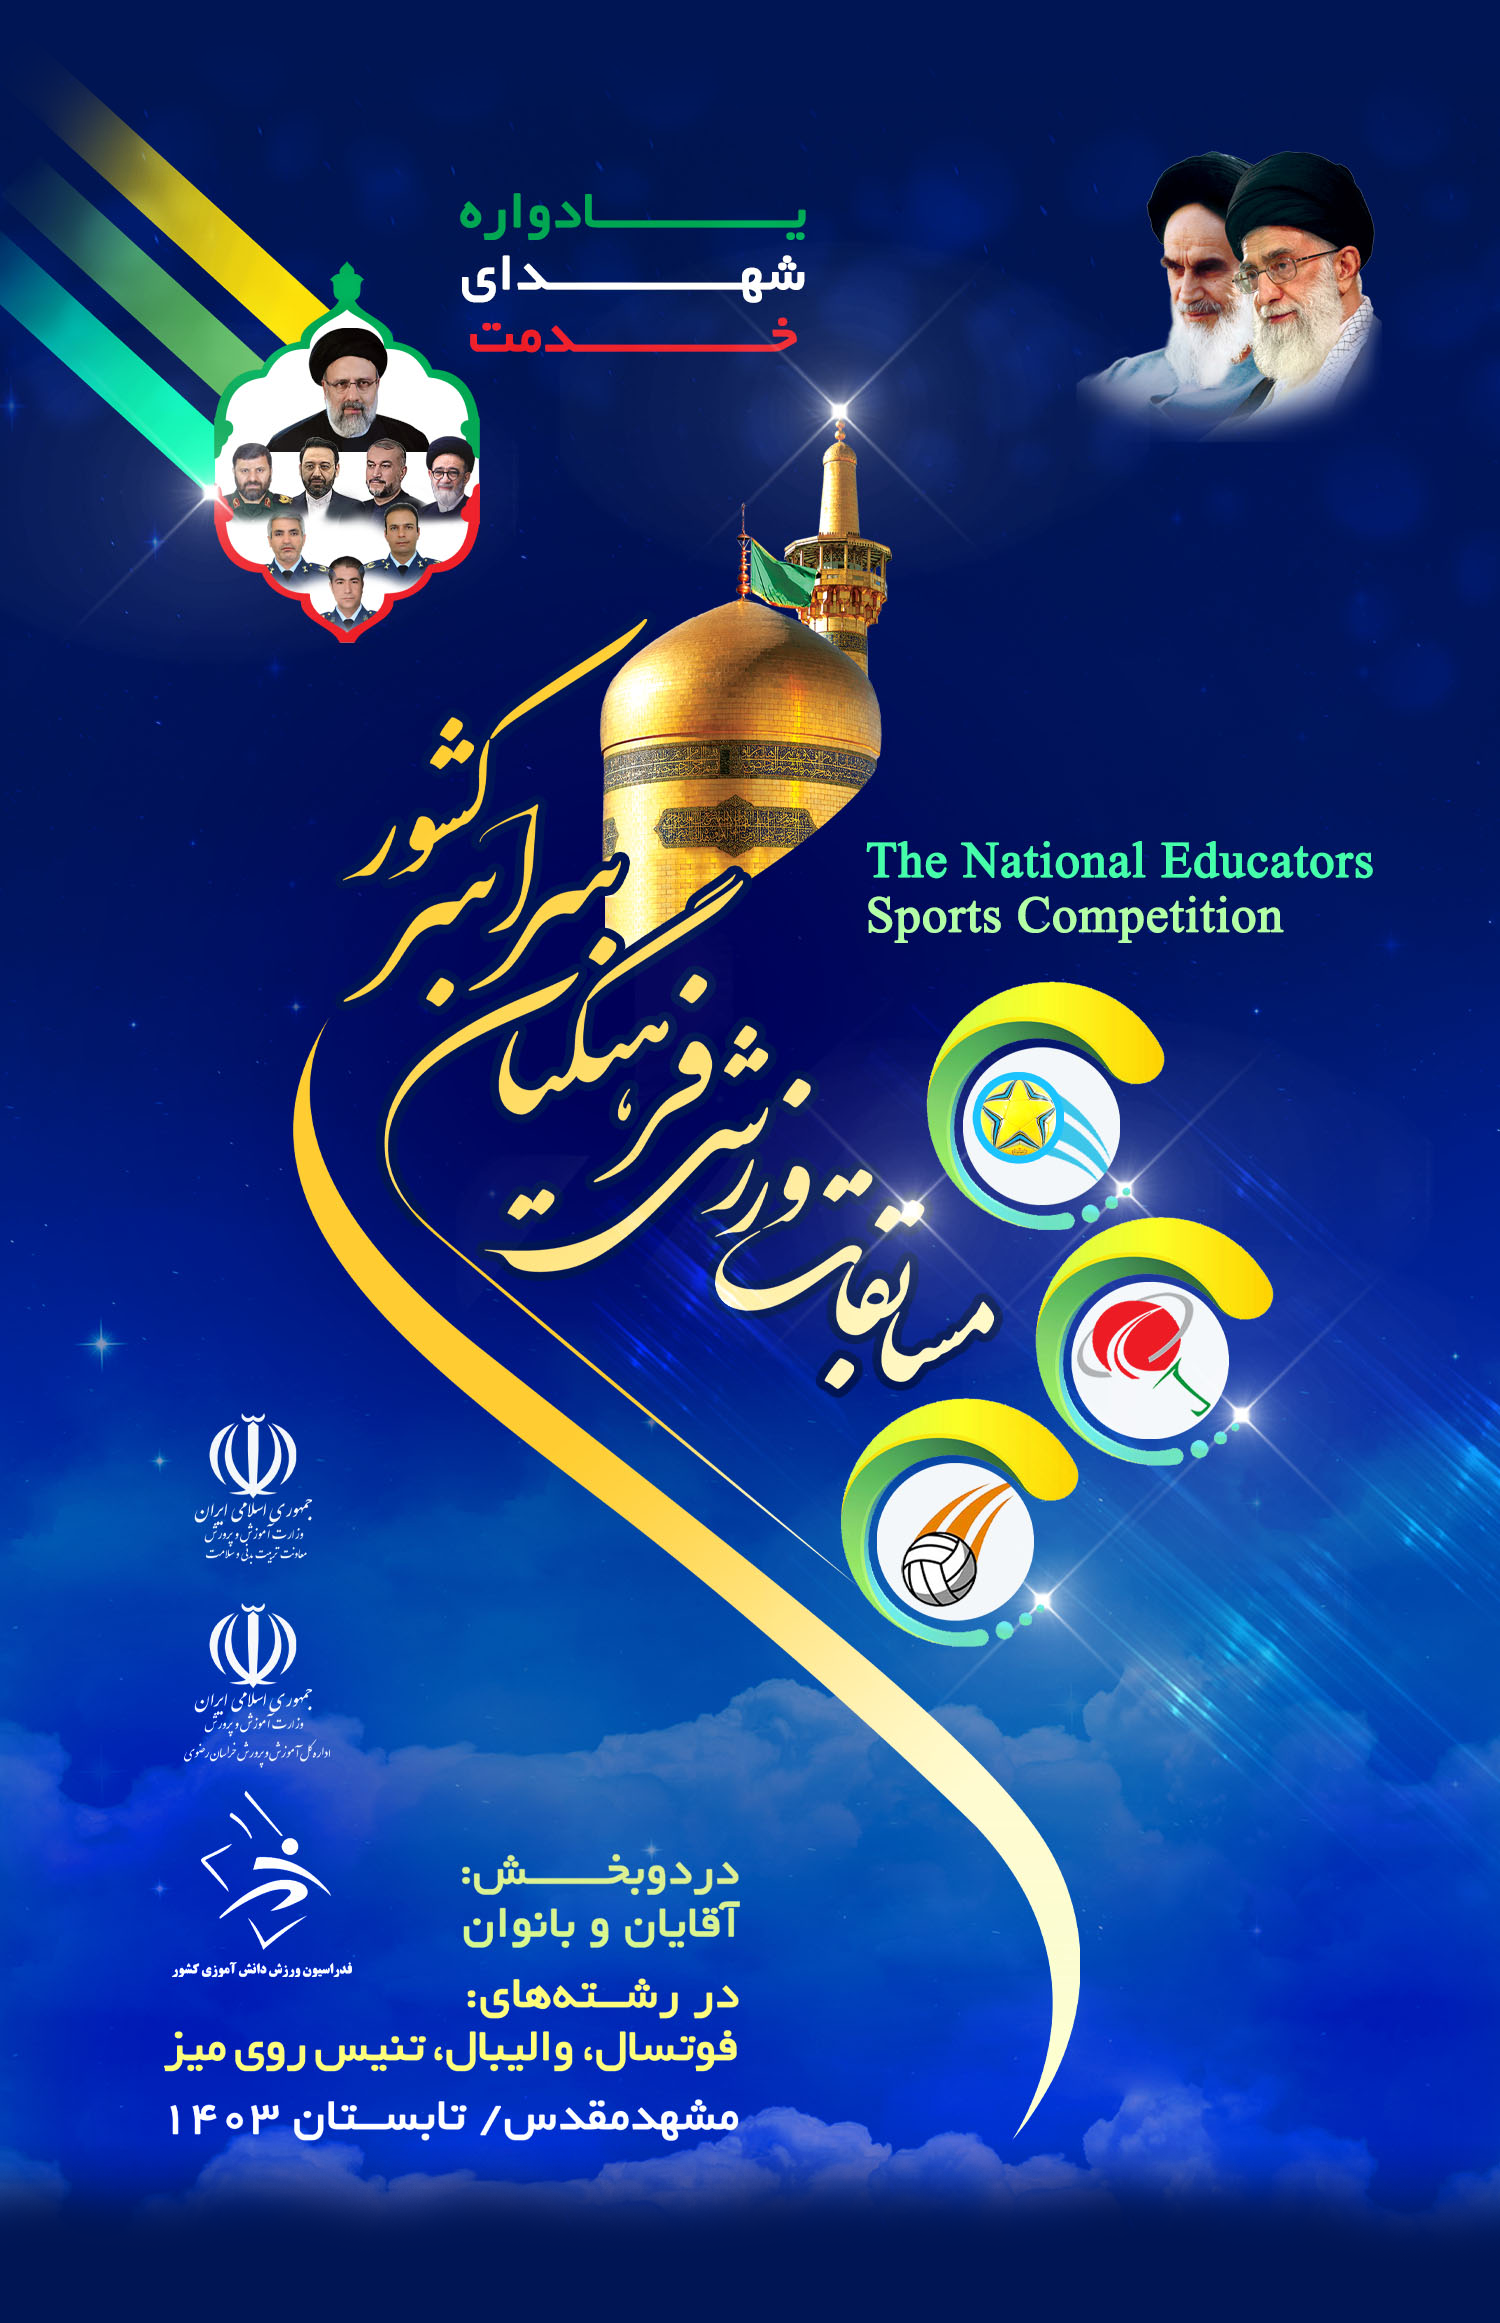 یادواره
شهدای
خدمت
مسابقات ورزشی فرهنگیان سراسر کشور
The National Educators
Sports Competition
جمهوری اسلامی ایران
وزارت آموزش و پرورش
معاونت تربیت بدنی و سلامت
جمهوری اسلامی ایران
وزارت آموزش و پرورش
اداره کل آموزش و پرورش خراسان رضوی
فدراسیون ورزش دانش آموزی کشور
در دو بخش:
آقایان و بانوان
در رشته‌های:
فوتسال، والیبال، تنیس روی میز
مشهد مقدس/ تابستان ۱۴۰۳